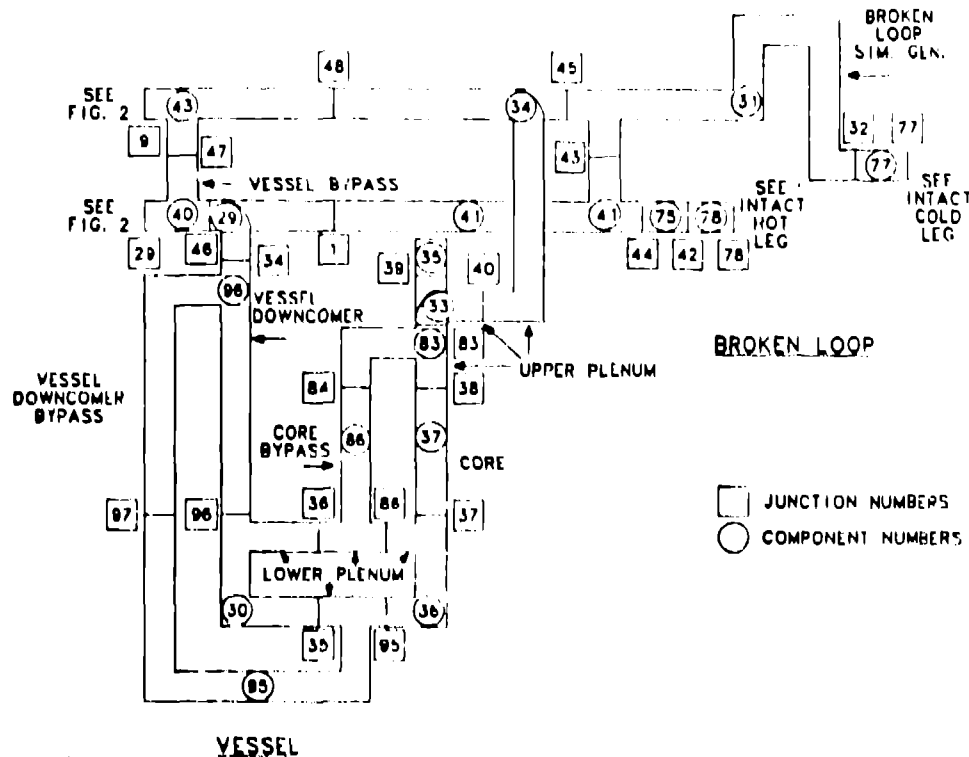 BROKEN
LOOP
SIM. GEN.
48
45
SEE
FIG. 2
43
34
31
9
47
43
32
77
77
VESSEL BYPASS
SEE
FIG. 2
40
29
41
41
75
78
SEE
INTACT
HOT
LEG
SEE
INTACT
COLD
LEG
29
46
34
1
39
35
40
44
42
78
96
VESSEL
DOWNCOMER
33
83
83
UPPER PLENUM
BROKEN LOOP
VESSEL
DOWNCOMER
BYPASS
84
38
CORE
BYPASS
86
37
CORE
97
96
36
86
37
JUNCTION NUMBERS
COMPONENT NUMBERS
LOWER PLENUM
30
36
35
95
95
VESSEL